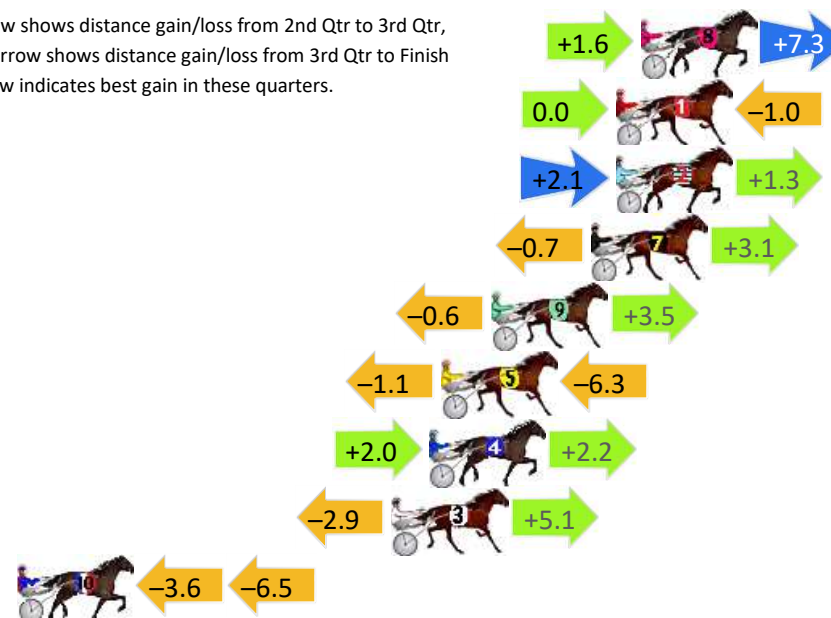 w shows distance gain/loss from 2nd Qtr to 3rd Qtr,
rrow shows distance gain/loss from 3rd Qtr to Finish
w indicates best gain in these quarters.
+1.6 8 +7.3
0.0 1 –1.0
+2.1 2 +1.3
–0.7 7 +3.1
–0.6 9 +3.5
–1.1 5 –6.3
+2.0 4 +2.2
–2.9 3 +5.1
10 –3.6 –6.5